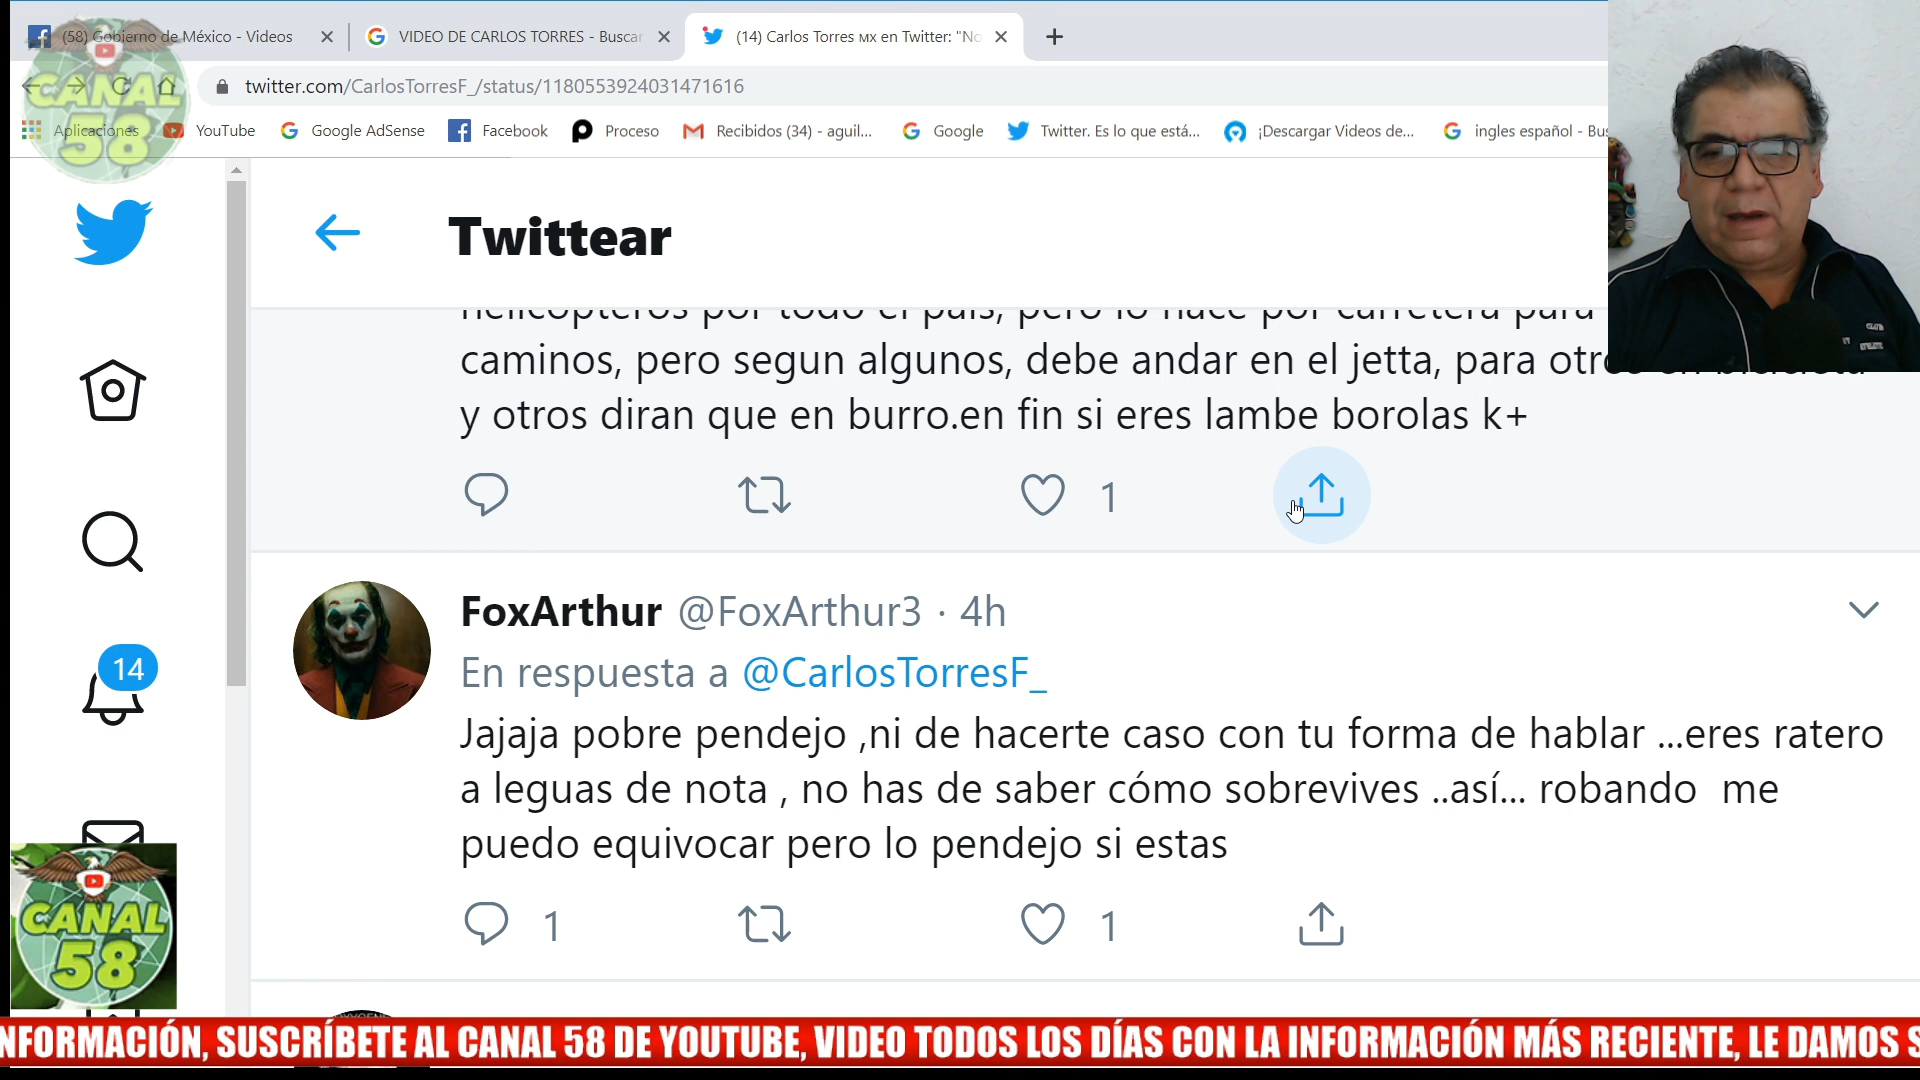 (58) Gobierno de México - Videos
VIDEO DE CARLOS TORRES - Buscar
(14) Carlos Torres мx en Twitter: "No
twitter.com/CarlosTorresF_/status/1180553924031471616
Aplicaciones
YouTube
Google AdSense
Facebook
Proceso
Recibidos (34) - aguil...
Google
Twitter. Es lo que está...
¡Descargar Videos de...
ingles español - Bus
CANAL
58
Twittear
helicopteros por todo el pais, pero lo hace por carretera para
caminos, pero segun algunos, debe andar en el jetta, para otros en bicicleta
y otros diran que en burro.en fin si eres lambe borolas k+
1
14
FoxArthur @FoxArthur3 · 4h
En respuesta a @CarlosTorresF_
Jajaja pobre pendejo ,ni de hacerte caso con tu forma de hablar ...eres ratero
a leguas de nota , no has de saber cómo sobrevives ..así... robando me
puedo equivocar pero lo pendejo si estas
1
1
CANAL
58
NFORMACIÓN, SUSCRÍBETE AL CANAL 58 DE YOUTUBE, VIDEO TODOS LOS DÍAS CON LA INFORMACIÓN MÁS RECIENTE, LE DAMOS S